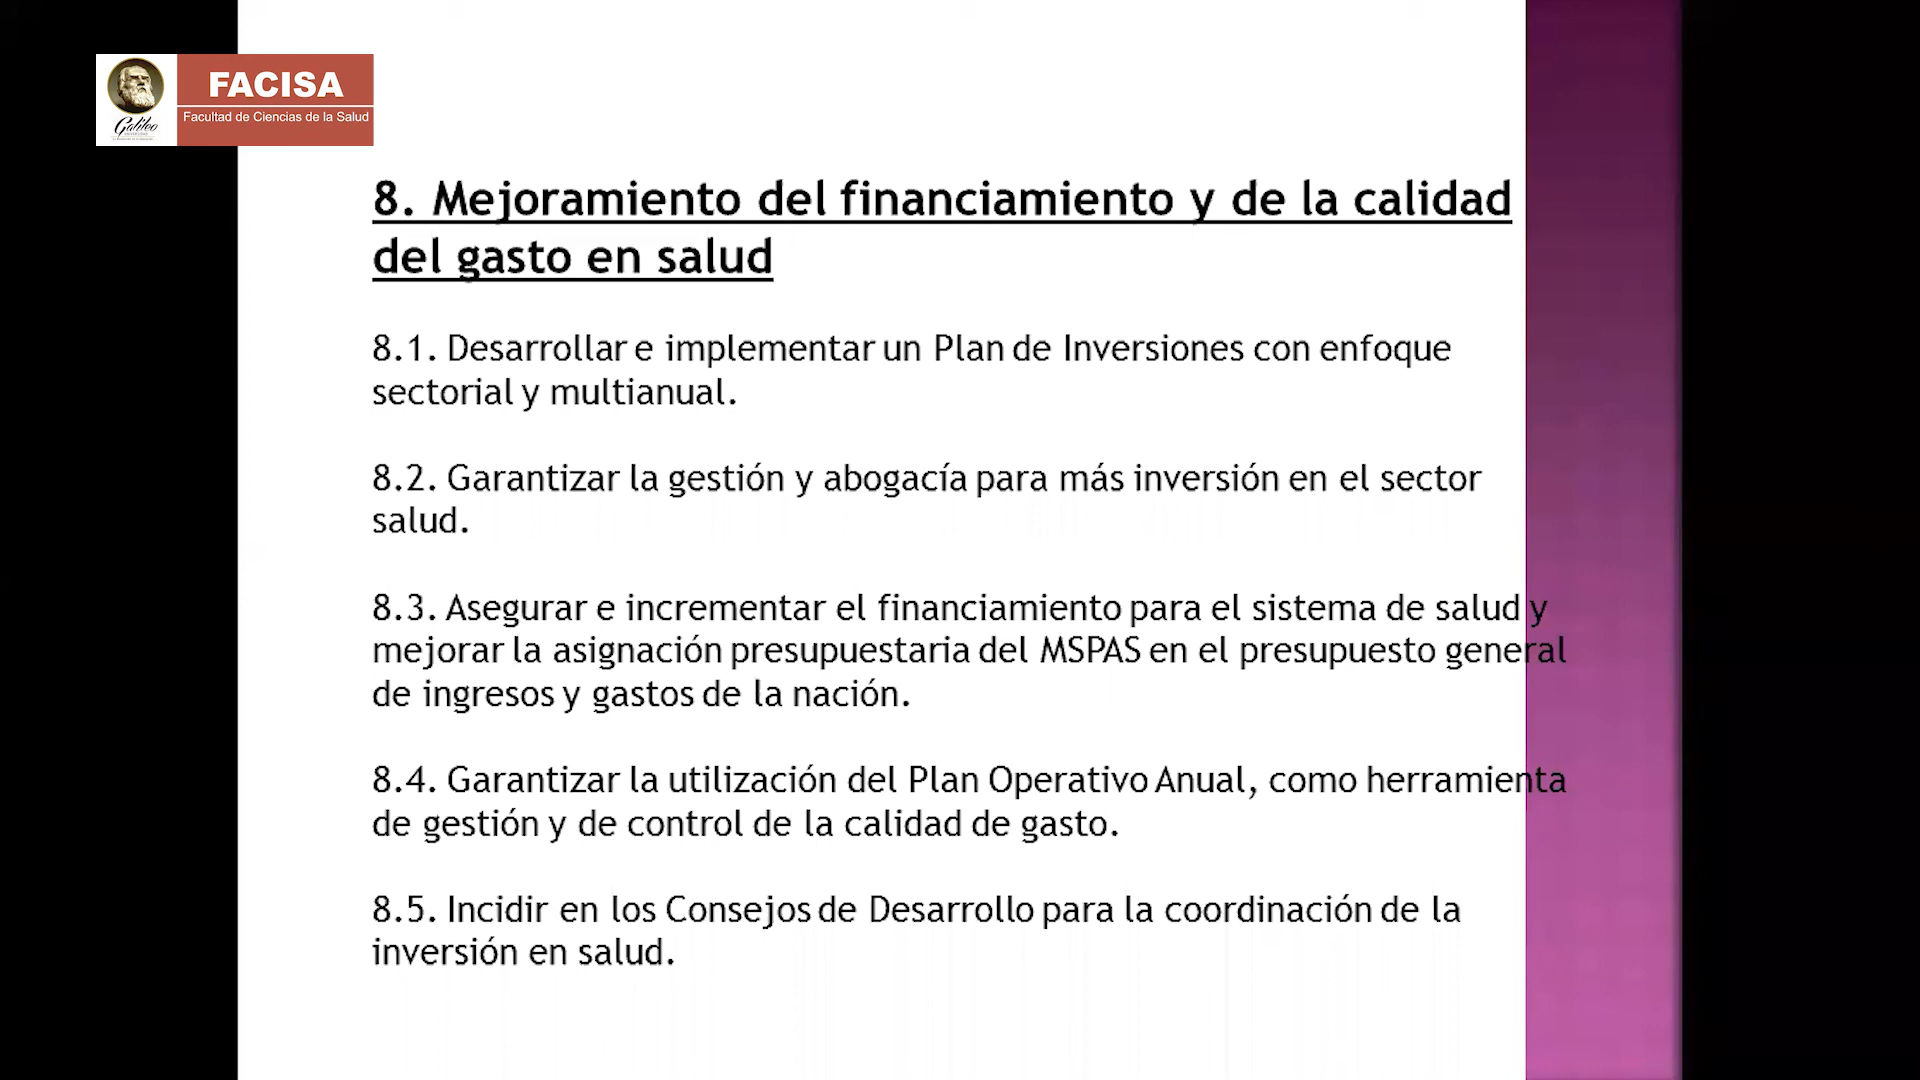 FACISA
Facultad de Ciencias de la Salud
Galileo
8. Mejoramiento del financiamiento y de la calidad
del gasto en salud
8.1. Desarrollar e implementar un Plan de Inversiones con enfoque
sectorial y multianual.
8.2. Garantizar la gestión y abogacía para más inversión en el sector
salud.
8.3. Asegurar e incrementar el financiamiento para el sistema de salud y
mejorar la asignación presupuestaria del MSPAS en el presupuesto general
de ingresos y gastos de la nación.
8.4. Garantizar la utilización del Plan Operativo Anual, como herramienta
de gestión y de control de la calidad de gasto.
8.5. Incidir en los Consejos de Desarrollo para la coordinación de la
inversión en salud.